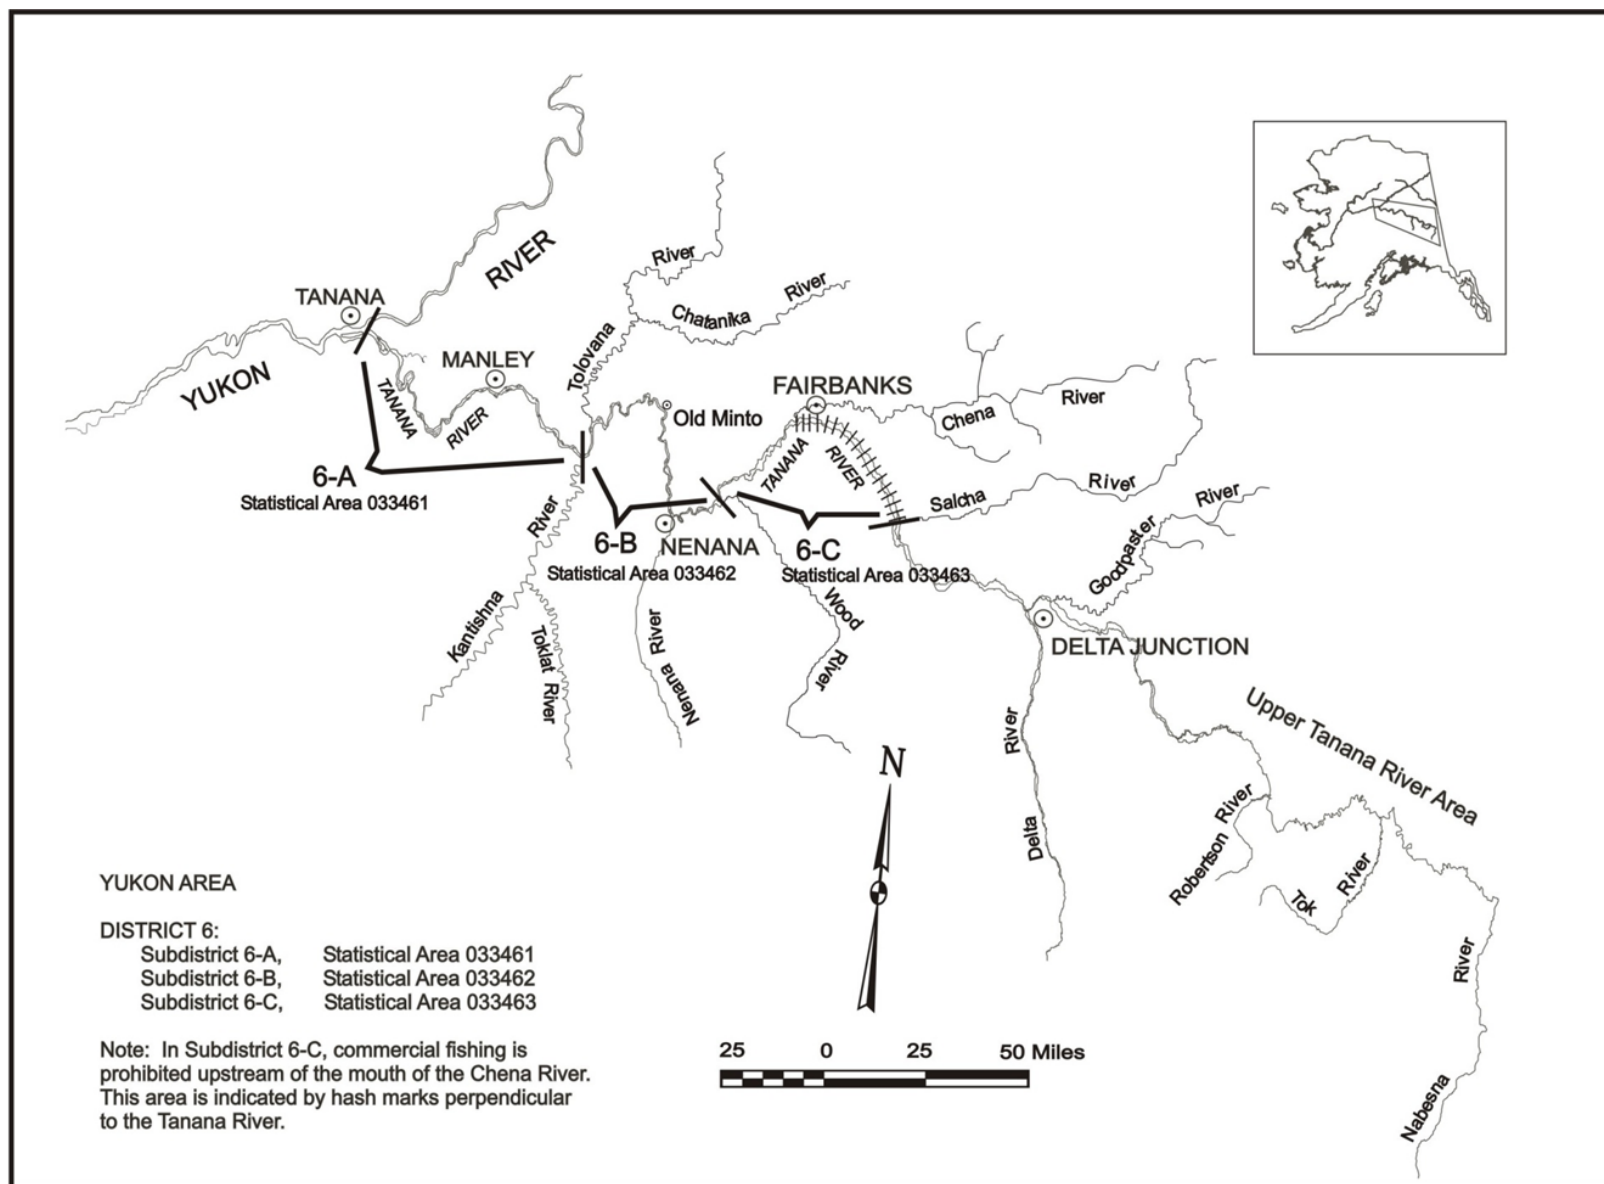 RIVER
River
River
Chatanika
TANANA
YUKON
MANLEY
Tolovana
FAIRBANKS
River
Chena
Old Minto
TANANA
RIVER
TANANA
RIVER
6-A
Statistical Area 033461
River
Salcha
River
River
Goodpaster
6-B
NENANA
6-C
Statistical Area 033462
Statistical Area 033463
Kantishna
Toklat River
Nenana River
Wood
River
DELTA JUNCTION
River
Delta
Upper Tanana River Area
N
River
Robertson
River
Tok
River
Nabesna
YUKON AREA
DISTRICT 6:
Subdistrict 6-A, Statistical Area 033461
Subdistrict 6-B, Statistical Area 033462
Subdistrict 6-C, Statistical Area 033463
Note: In Subdistrict 6-C, commercial fishing is
prohibited upstream of the mouth of the Chena River.
This area is indicated by hash marks perpendicular
to the Tanana River.
25 0 25 50 Miles